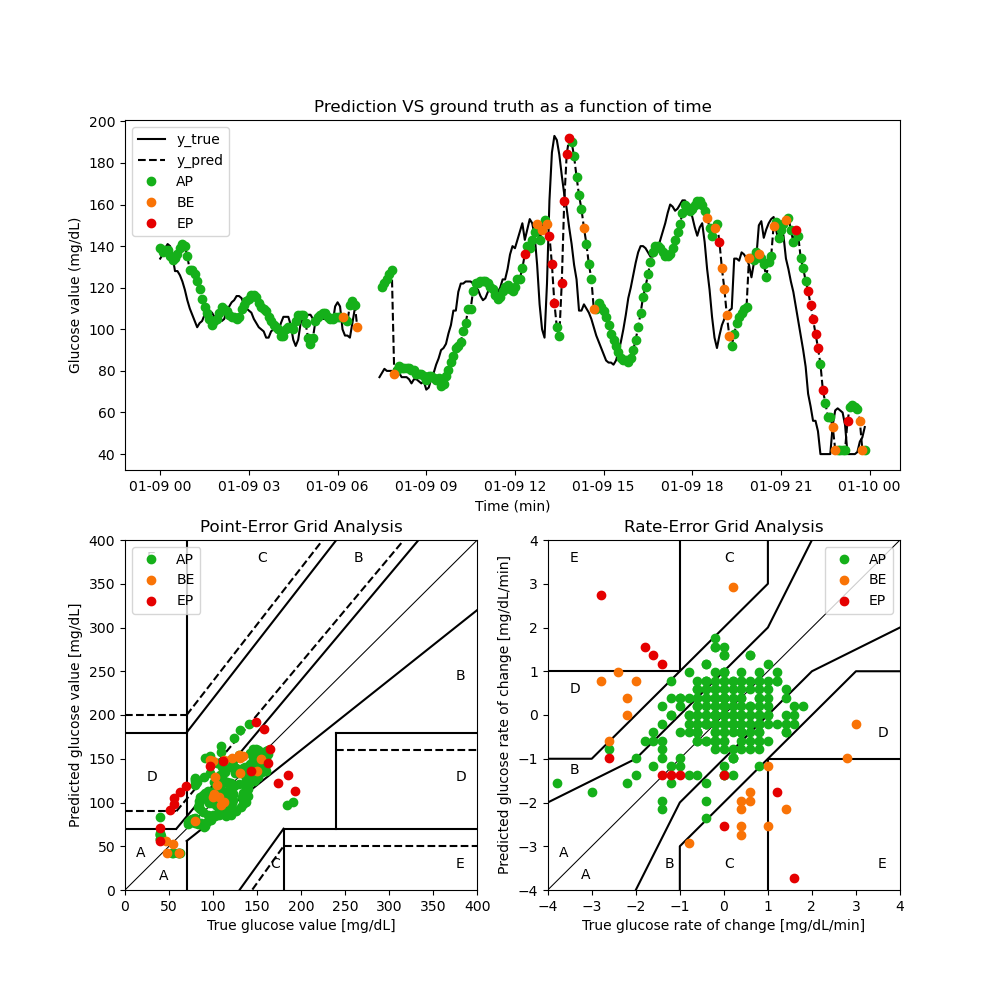 Prediction VS ground truth as a function of time
Glucose value (mg/dL)
200
180
160
140
120
100
80
60
40
y_true
y_pred
AP
BE
EP
01-09 00 01-09 03 01-09 06 01-09 09 01-09 12 01-09 15 01-09 18 01-09 21 01-10 00
Time (min)
Point-Error Grid Analysis
Predicted glucose value [mg/dL]
400
350
300
250
200
150
100
50
0
AP
BE
EP
C
B
B
D
D
A
A
C
E
0 50 100 150 200 250 300 350 400
True glucose value [mg/dL]
Rate-Error Grid Analysis
Predicted glucose rate of change [mg/dL/min]
4
3
2
1
0
−1
−2
−3
−4
AP
BE
EP
E
C
D
D
B
A
A
B
C
E
−4 −3 −2 −1 0 1 2 3 4
True glucose rate of change [mg/dL/min]